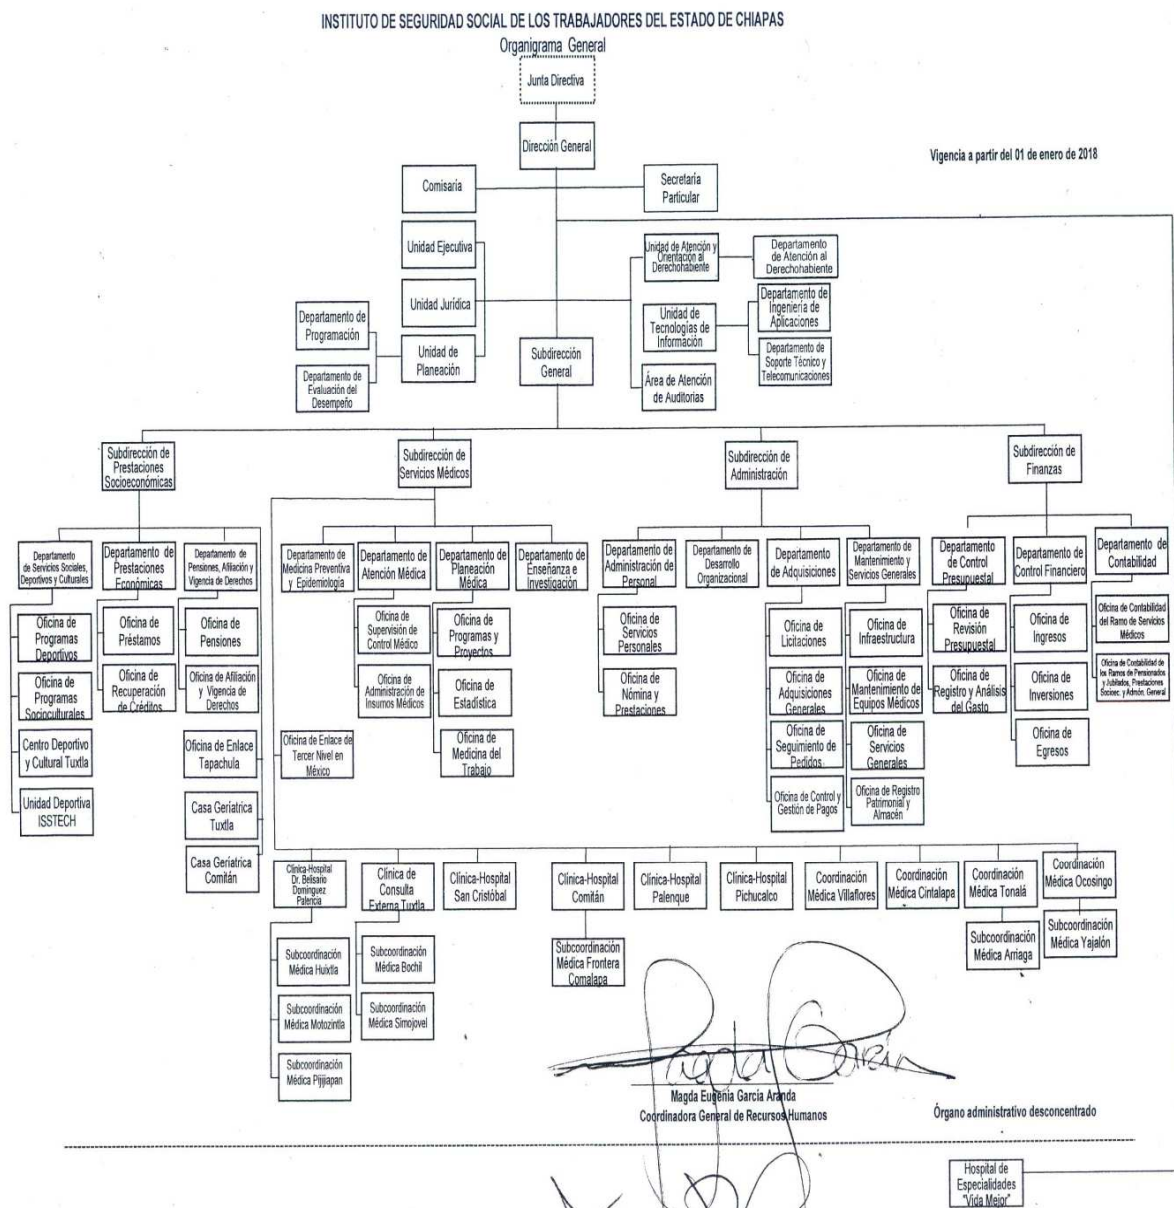 INSTITUTO DE SEGURIDAD SOCIAL DE LOS TRABAJADORES DEL ESTADO DE CHIAPAS
Organigrama General
Junta Directiva
Dirección General
Vigencia a partir del 01 de enero de 2018
Comisaría
Secretaría
Particular
Unidad Ejecutiva
Unidad de Atención y
Orientación al
Derechohabiente
Departamento
de Atención al
Derechohabiente
Unidad Jurídica
Unidad de
Tecnologías de
Información
Departamento de
Ingeniería de
Aplicaciones
Departamento de
Soporte Técnico y
Telecomunicaciones
Departamento de
Programación
Departamento de
Evaluación del
Desempeño
Unidad de
Planeación
Subdirección
General
Área de Atención
de Auditorias
Subdirección de
Prestaciones
Socioeconómicas
Subdirección de
Servicios Médicos
Subdirección de
Administración
Subdirección de
Finanzas
Departamento
de Servicios Sociales,
Deportivos y Culturales
Departamento de
Prestaciones
Económicas
Departamento de
Pensiones, Afiliación y
Vigencia de Derechos
Departamento de
Medicina Preventiva
y Epidemiología
Departamento de
Atención Médica
Departamento de
Planeación
Médica
Departamento de
Enseñanza e
Investigación
Departamento de
Administración de
Personal
Departamento de
Desarrollo
Organizacional
Departamento
de Adquisiciones
Departamento de
Mantenimiento y
Servicios Generales
Departamento
de Control
Presupuestal
Departamento de
Control Financiero
Departamento de
Contabilidad
Oficina de
Programas
Deportivos
Oficina de
Préstamos
Oficina de
Pensiones
Oficina de
Supervisión de
Control Médico
Oficina de
Programas y
Proyectos
Oficina de
Servicios
Personales
Oficina de
Licitaciones
Oficina de
Infraestructura
Oficina de
Revisión
Presupuestal
Oficina de
Ingresos
Oficina de Contabilidad
del Ramo de Servicios
Médicos
Oficina de
Programas
Socioculturales
Oficina de
Recuperación
de Créditos
Oficina de Afiliación
y Vigencia de
Derechos
Oficina de
Administración de
Insumos Médicos
Oficina de
Estadística
Oficina de
Nómina y
Prestaciones
Oficina de
Adquisiciones
Generales
Oficina de
Mantenimiento de
Equipos Médicos
Oficina de
Registro y Análisis
del Gasto
Oficina de
Inversiones
Oficina de Contabilidad de
los Ramos de Pensionados
y Jubilados, Prestaciones
Socioec. y Admón. General
Centro Deportivo
y Cultural Tuxtla
Oficina de Enlace
Tapachula
Oficina de Enlace de
Tercer Nivel en
México
Oficina de
Medicina del
Trabajo
Oficina de
Seguimiento de
Pedidos
Oficina de
Servicios
Generales
Oficina de
Egresos
Unidad Deportiva
ISSTECH
Casa Geriatrica
Tuxtla
Oficina de Control y
Gestión de Pagos
Oficina de Registro
Patrimonial y
Almacén
Casa Geriatrica
Comitán
Clínica-Hospital
Dr. Belisario
Domínguez
Palencia
Clínica de
Consulta
Externa Tuxtla
Clínica-Hospital
San Cristóbal
Clínica-Hospital
Comitán
Clínica-Hospital
Palenque
Clínica-Hospital
Pichucalco
Coordinación
Médica Villaflores
Coordinación
Médica Cintalapa
Coordinación
Médica Tonalá
Coordinación
Médica Ocosingo
Subcoordinación
Médica Huixtla
Subcoordinación
Médica Bochil
Subcoordinación
Médica Frontera
Comalapa
Subcoordinación
Médica Arriaga
Subcoordinación
Médica Yajalón
Subcoordinación
Médica Motozintla
Subcoordinación
Médica Simojovel
Subcoordinación
Médica Pijijiapan
Magda Eugenia García Aranda
Coordinadora General de Recursos Humanos
Órgano administrativo desconcentrado
Hospital de
Especialidades
"Vida Mejor"